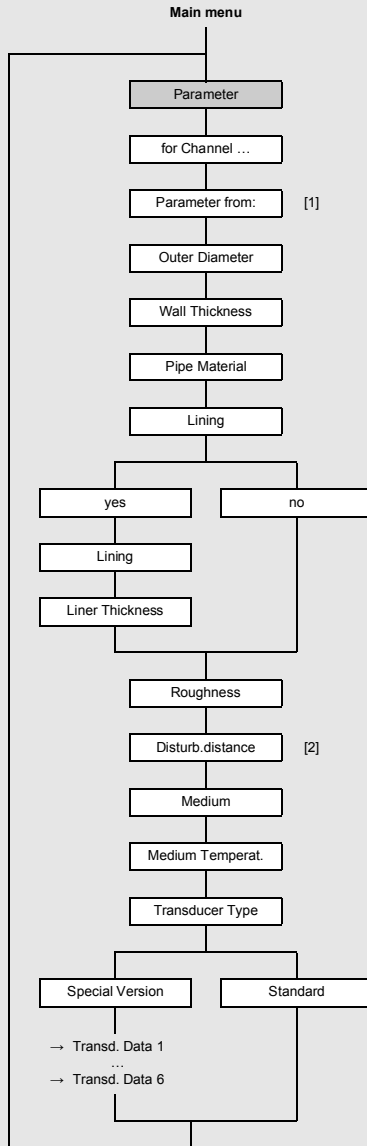 Main menu
Parameter
for Channel …
Parameter from: [1]
Outer Diameter
Wall Thickness
Pipe Material
Lining
yes no
Lining
Liner Thickness
Roughness
Disturb.distance [2]
Medium
Medium Temperat.
Transducer Type
Special Version Standard
→ Transd. Data 1
…
→ Transd. Data 6